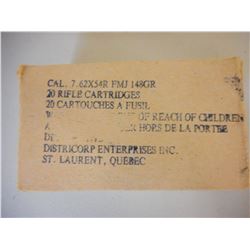 CAL. 7.62X54R FMJ 148GR
20 RIFLE CARTRIDGES
20 CARTOUCHES A FUSIL
OF REACH OF CHILDREN
HORS DE LA PORTEE
DISTRICORP ENTERPRISES INC.
ST. LAURENT, QUEBEC